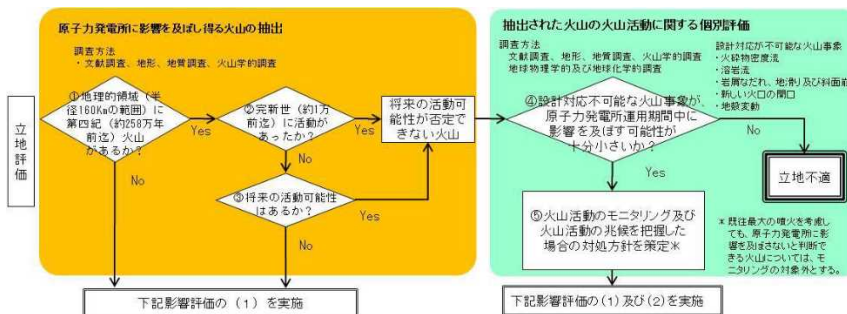 原子力発電所に影響を及ぼし得る火山の抽出
調査方法
・文献調査、地形、地質調査、火山学的調査
立地評価
①地理的領域(半
径160Kmの範囲)に
第四紀(約258万年
前迄)火山
があるか?
Yes
No
②完新世(約1万
前迄)に活動が
あったか?
Yes
No
③将来の活動可能性
はあるか?
Yes
No
将来の活動可
能性が否定で
できない火山
下記影響評価の(1)を実施
抽出された火山の火山活動に関する個別評価
調査方法
文献調査、地形、地質調査、火山学的調査
地球物理学的及び地球化学的調査
設計対応が不可能な火山事象
・火砕物密度流
・溶岩流
・岩屑なだれ、地滑り及び斜面崩
・新しい火口の開口
・地殻変動
④設計対応不可能な火山事象が、
原子力発電所運用期間中に
影響を及ぼす可能性が
十分小さいか?
No
Yes
立地不適
⑤火山活動のモニタリング及び
火山活動の兆候を把握した
場合の対処方針を策定*
*既往最大の噴火を考慮し
ても、原子力発電所に影
響を及ぼさないと判断で
きる火山については、モ
ニタリングの対象外とする。
下記影響評価の(1)及び(2)を実施